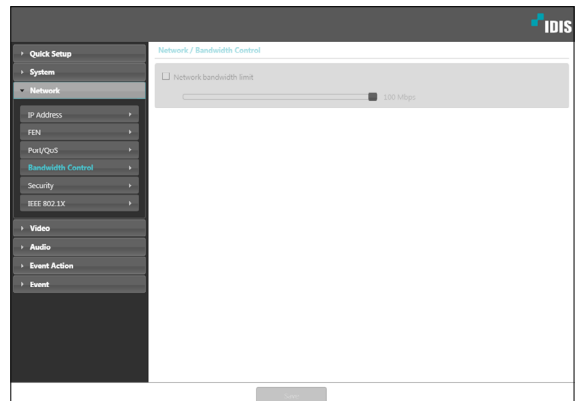 IDIS
Quick Setup
System
Network
IP Address
FEN
Port/QoS
Bandwidth Control
Security
IEEE 802.1X
Video
Audio
Event Action
Event
Network / Bandwidth Control
Network bandwidth limit
100 Mbps